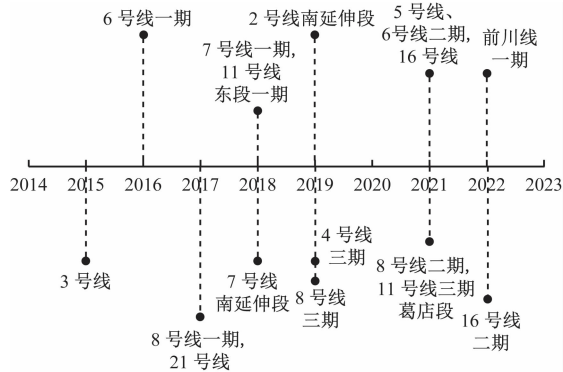 6 号线一期
7 号线一期,
11 号线
东段一期
2 号线南延伸段
5 号线、
6号线二期,
16 号线
前川线
一期
2014 2015 2016 2017 2018 2019 2020 2021 2022 2023
3 号线
8 号线一期,
21 号线
7 号线
南延伸段
4 号线
三期
8 号线
三期
8 号线二期,
11 号线三期
葛店段
16 号线
二期